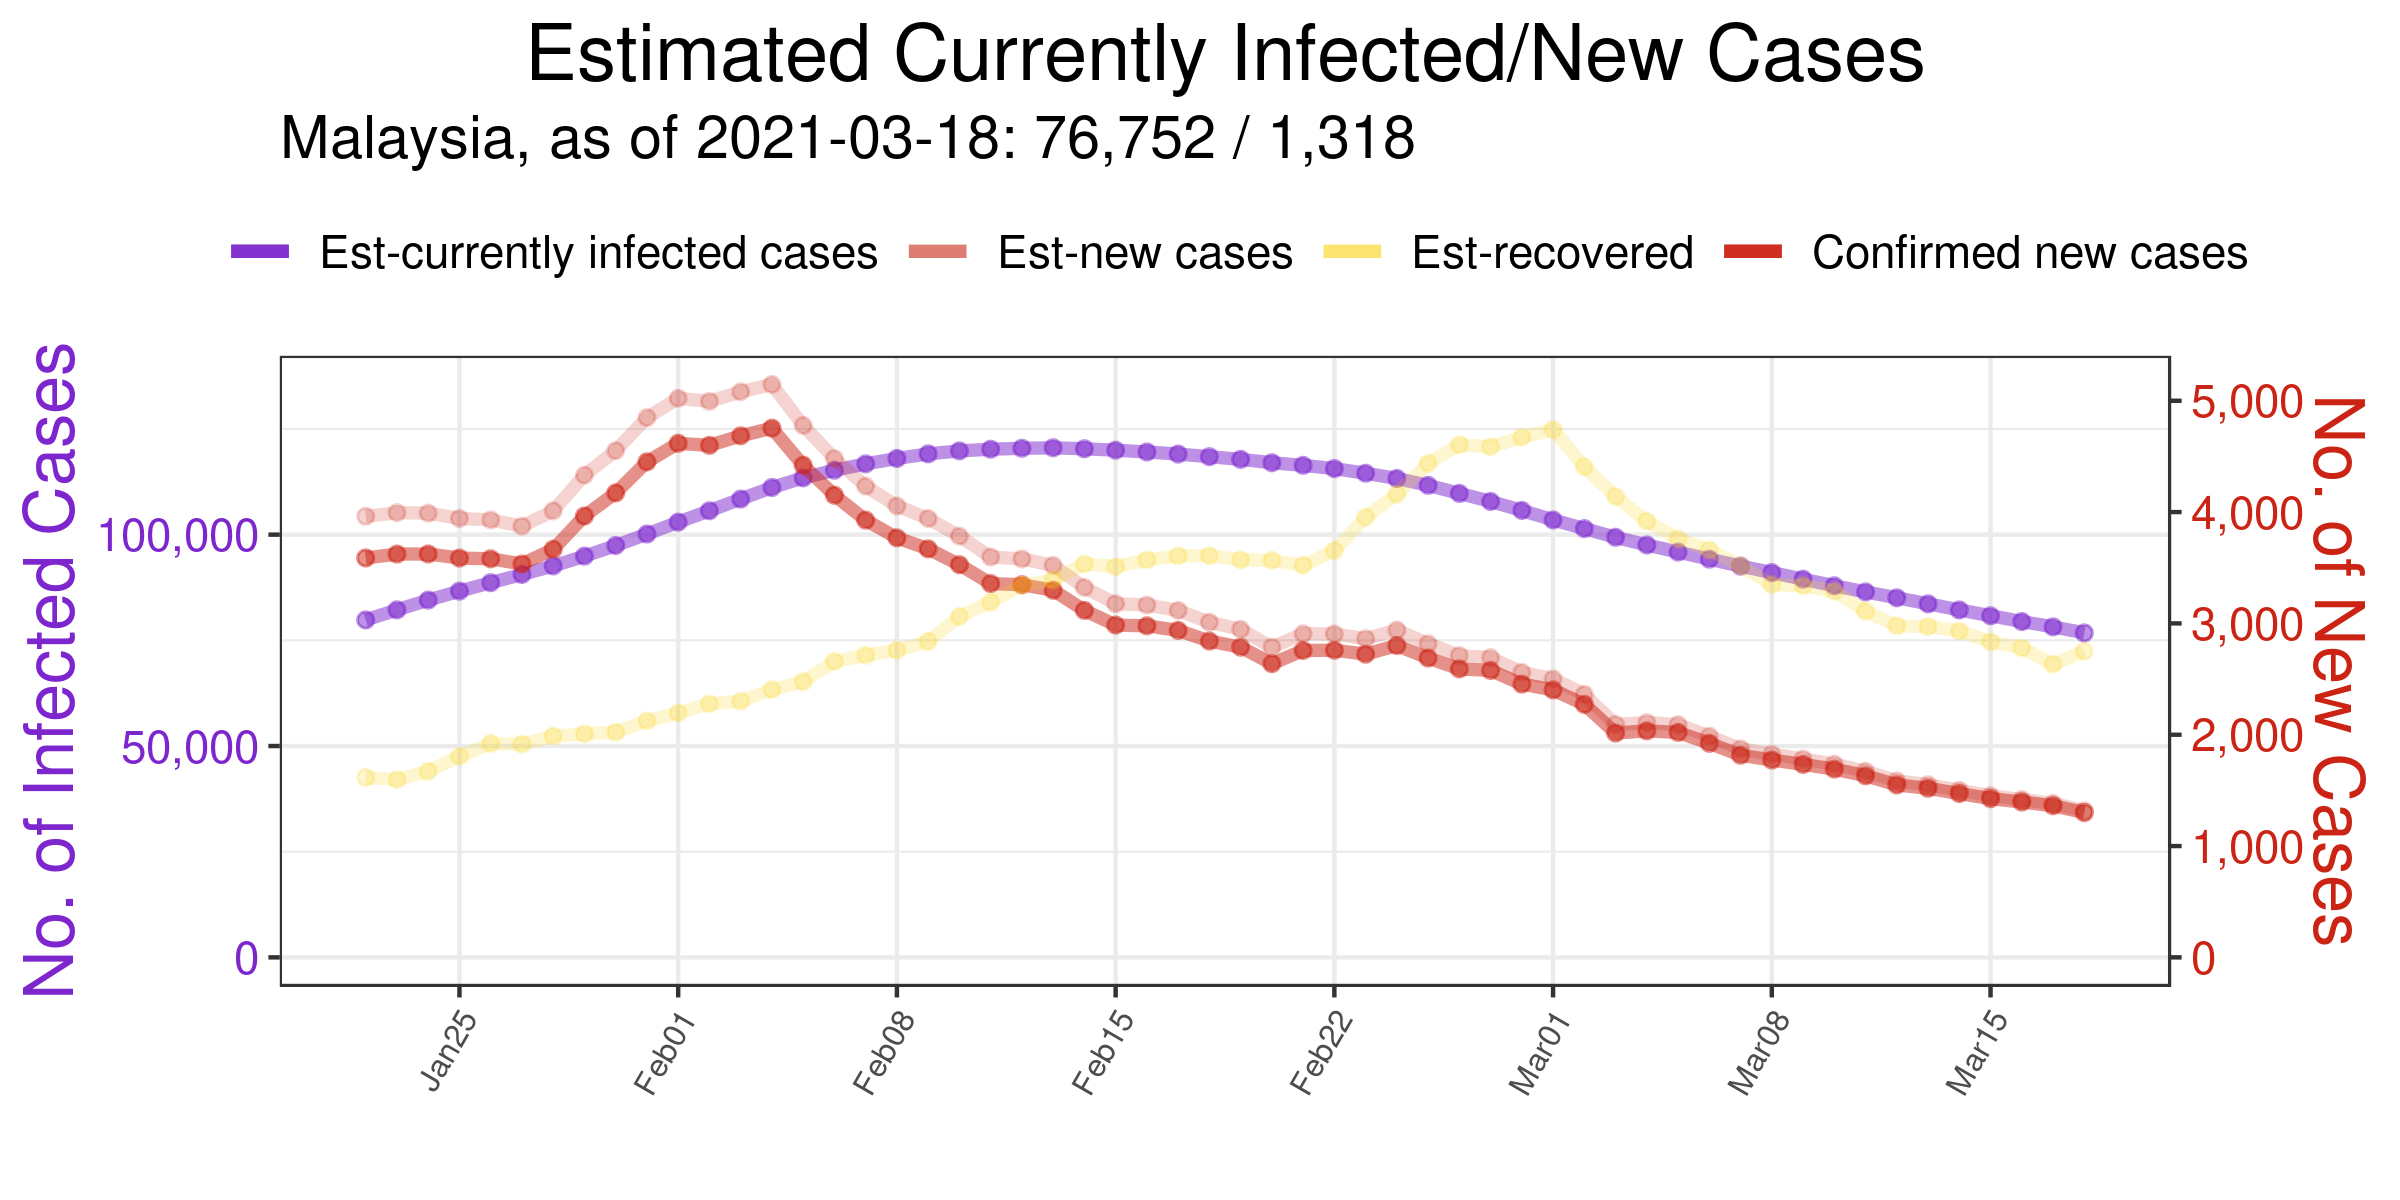 Estimated Currently Infected/New Cases
Malaysia, as of 2021-03-18: 76,752 / 1,318
Est-currently infected cases Est-new cases Est-recovered Confirmed new cases
No. of Infected Cases
100,000
50,000
0
5,000
4,000
3,000
2,000
1,000
0
No. of New Cases
Jan25 Feb01 Feb08 Feb15 Feb22 Mar01 Mar08 Mar15